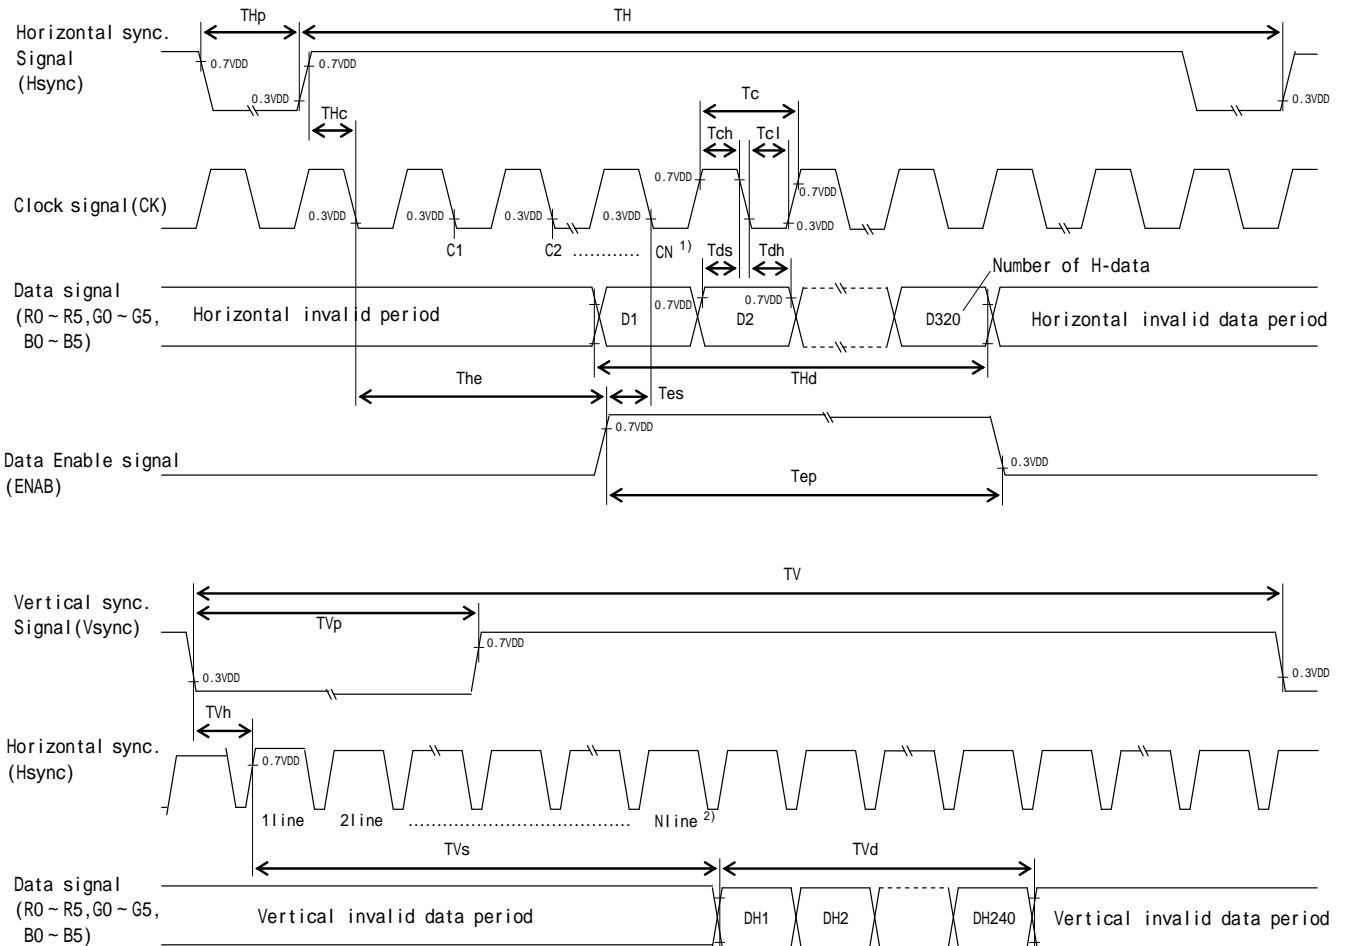 THp
TH
Horizontal sync.
Signal
(Hsync)
0.7VDD
0.7VDD
0.3VDD
0.3VDD
THc
Tc
Tch
Tcl
Clock signal(CK)
0.7VDD
0.7VDD
0.3VDD
0.3VDD
0.3VDD
0.3VDD
0.3VDD
C1
C2
............
CN 1)
Tds
Tdh
Number of H-data
Data signal
(R0~R5,G0~G5,
B0~B5)
Horizontal invalid period
0.7VDD
0.7VDD
D1
D2
D320
Horizontal invalid data period
THd
The
Tes
0.7VDD
Data Enable signal
(ENAB)
0.3VDD
Tep
TV
Vertical sync.
Signal(Vsync)
TVp
0.7VDD
0.3VDD
0.3VDD
TVh
Horizontal sync.
(Hsync)
0.7VDD
1line
2line
......................................
Nline 2)
TVs
TVd
Data signal
(R0~R5,G0~G5,
B0~B5)
Vertical invalid data period
DH1
DH2
DH240
Vertical invalid data period